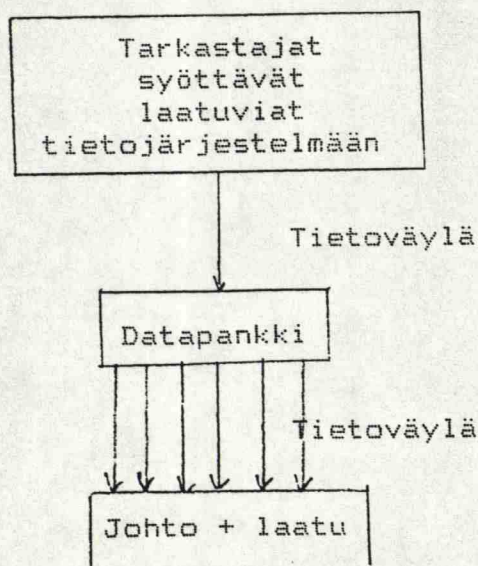 Tarkastajat
syöttävät
laatuviat
tietojärjestelmään
Tietoväylä
Datapankki
Tietoväylä
Johto + laatu